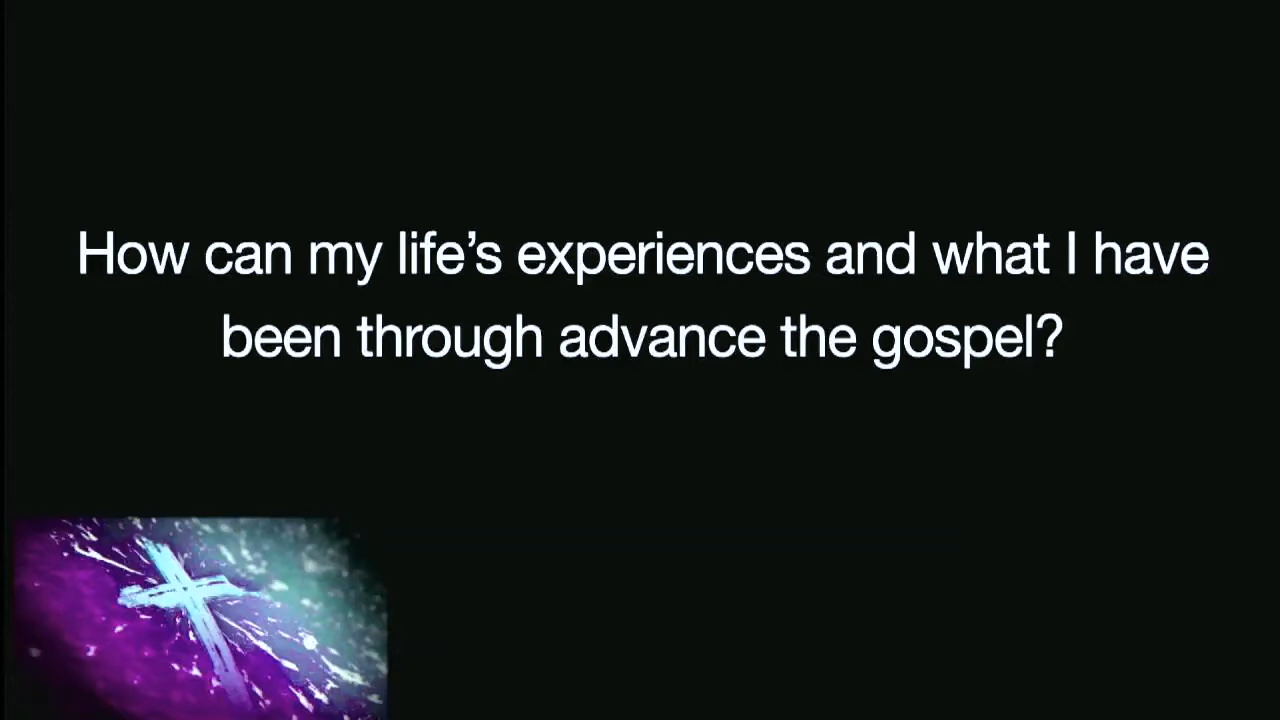 How can my life’s experiences and what I have
been through advance the gospel?